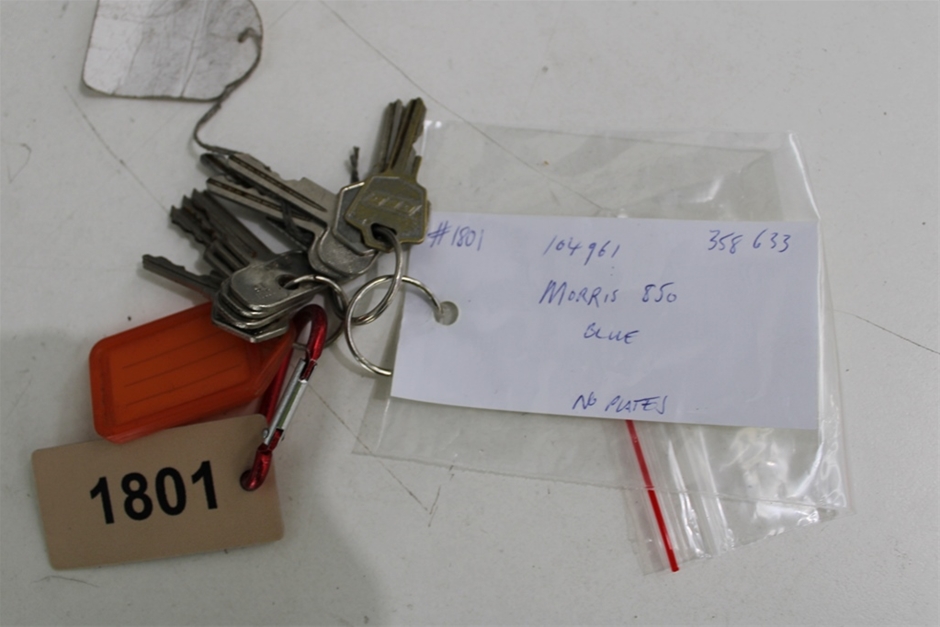 #1801 104961 358633
MORRIS 850
BLUE
NO PLATES
1801